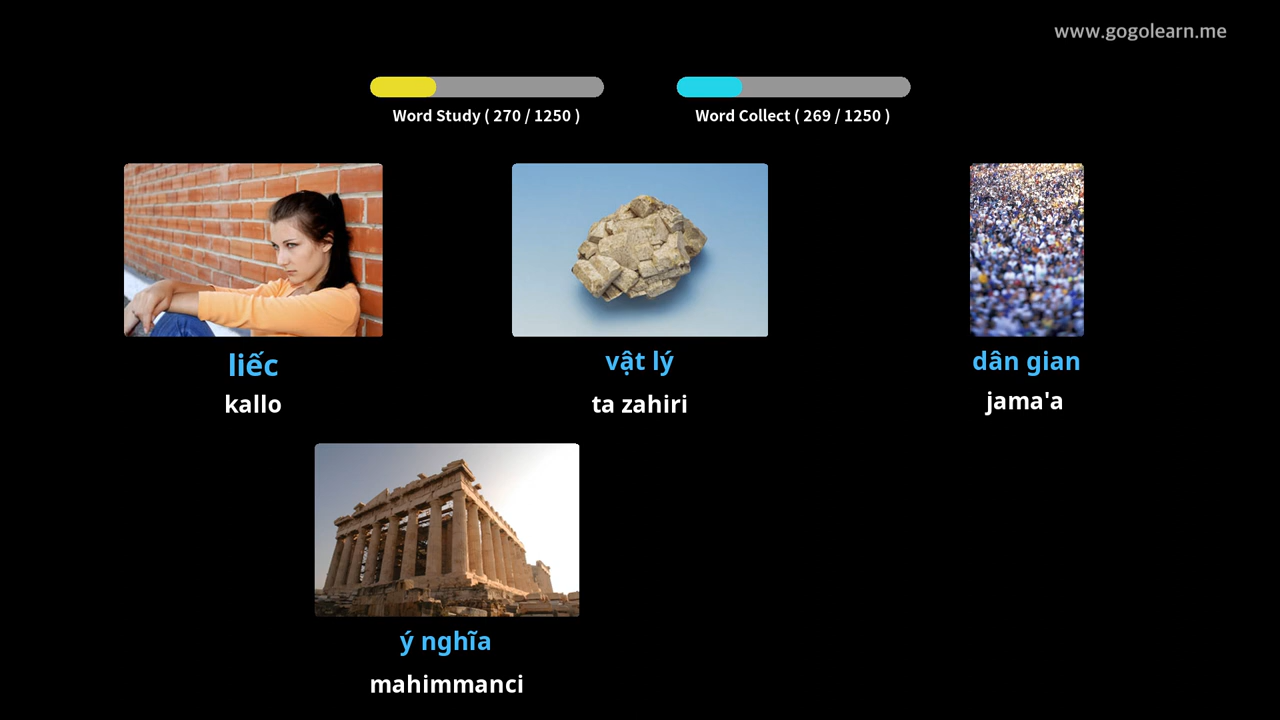 www.gogolearn.me
Word Study ( 270 / 1250 )
Word Collect ( 269 / 1250 )
liếc
kallo
vật lý
ta zahiri
dân gian
jama'a
ý nghĩa
mahimmanci